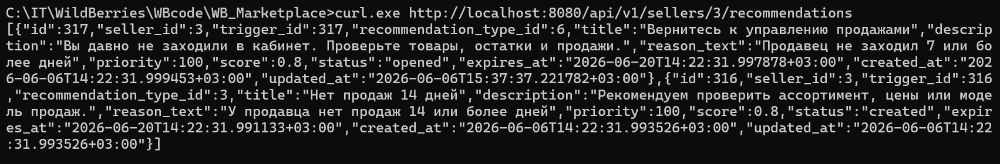 C:\IT\WildBerries\WBcode\WB_Marketplace>curl.exe http://localhost:8080/api/v1/sellers/3/recommendations
[{"id":317,"seller_id":3,"trigger_id":317,"recommendation_type_id":6,"title":"Вернитесь к управлению продажами","descrip
tion":"Вы давно не заходили в кабинет. Проверьте товары, остатки и продажи.","reason_text":"Продавец не заходил 7 или бо
лее дней","priority":100,"score":0.8,"status":"opened","expires_at":"2026-06-20T14:22:31.997878+03:00","created_at":"202
6-06-06T14:22:31.999453+03:00","updated_at":"2026-06-06T15:37:37.221782+03:00"},{"id":316,"seller_id":3,"trigger_id":316
,"recommendation_type_id":3,"title":"Нет продаж 14 дней","description":"Рекомендуем проверить ассортимент, цены или моде
ль продаж.","reason_text":"У продавца нет продаж 14 или более дней","priority":100,"score":0.8,"status":"created","expir
es_at":"2026-06-20T14:22:31.991133+03:00","created_at":"2026-06-06T14:22:31.993526+03:00","updated_at":"2026-06-06T14:22
:31.993526+03:00"}]